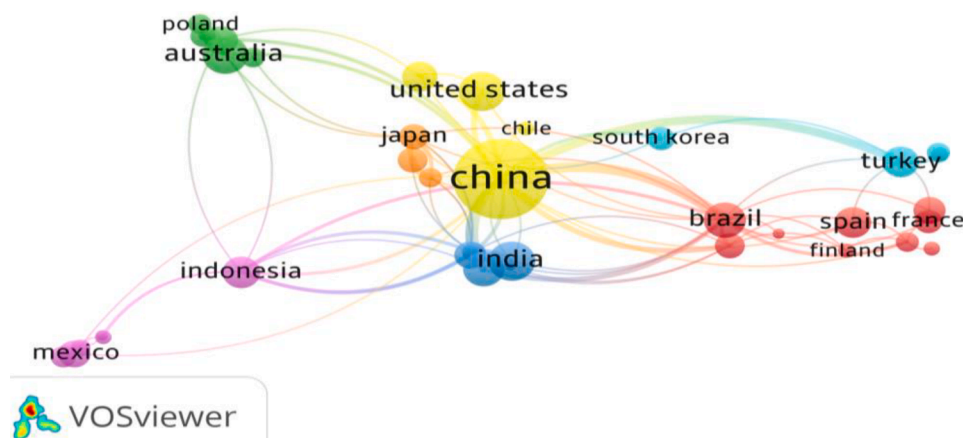 poland
australia
united states
japan
chile
south korea
turkey
china
brazil
spain
france
finland
india
indonesia
mexico
VOSviewer